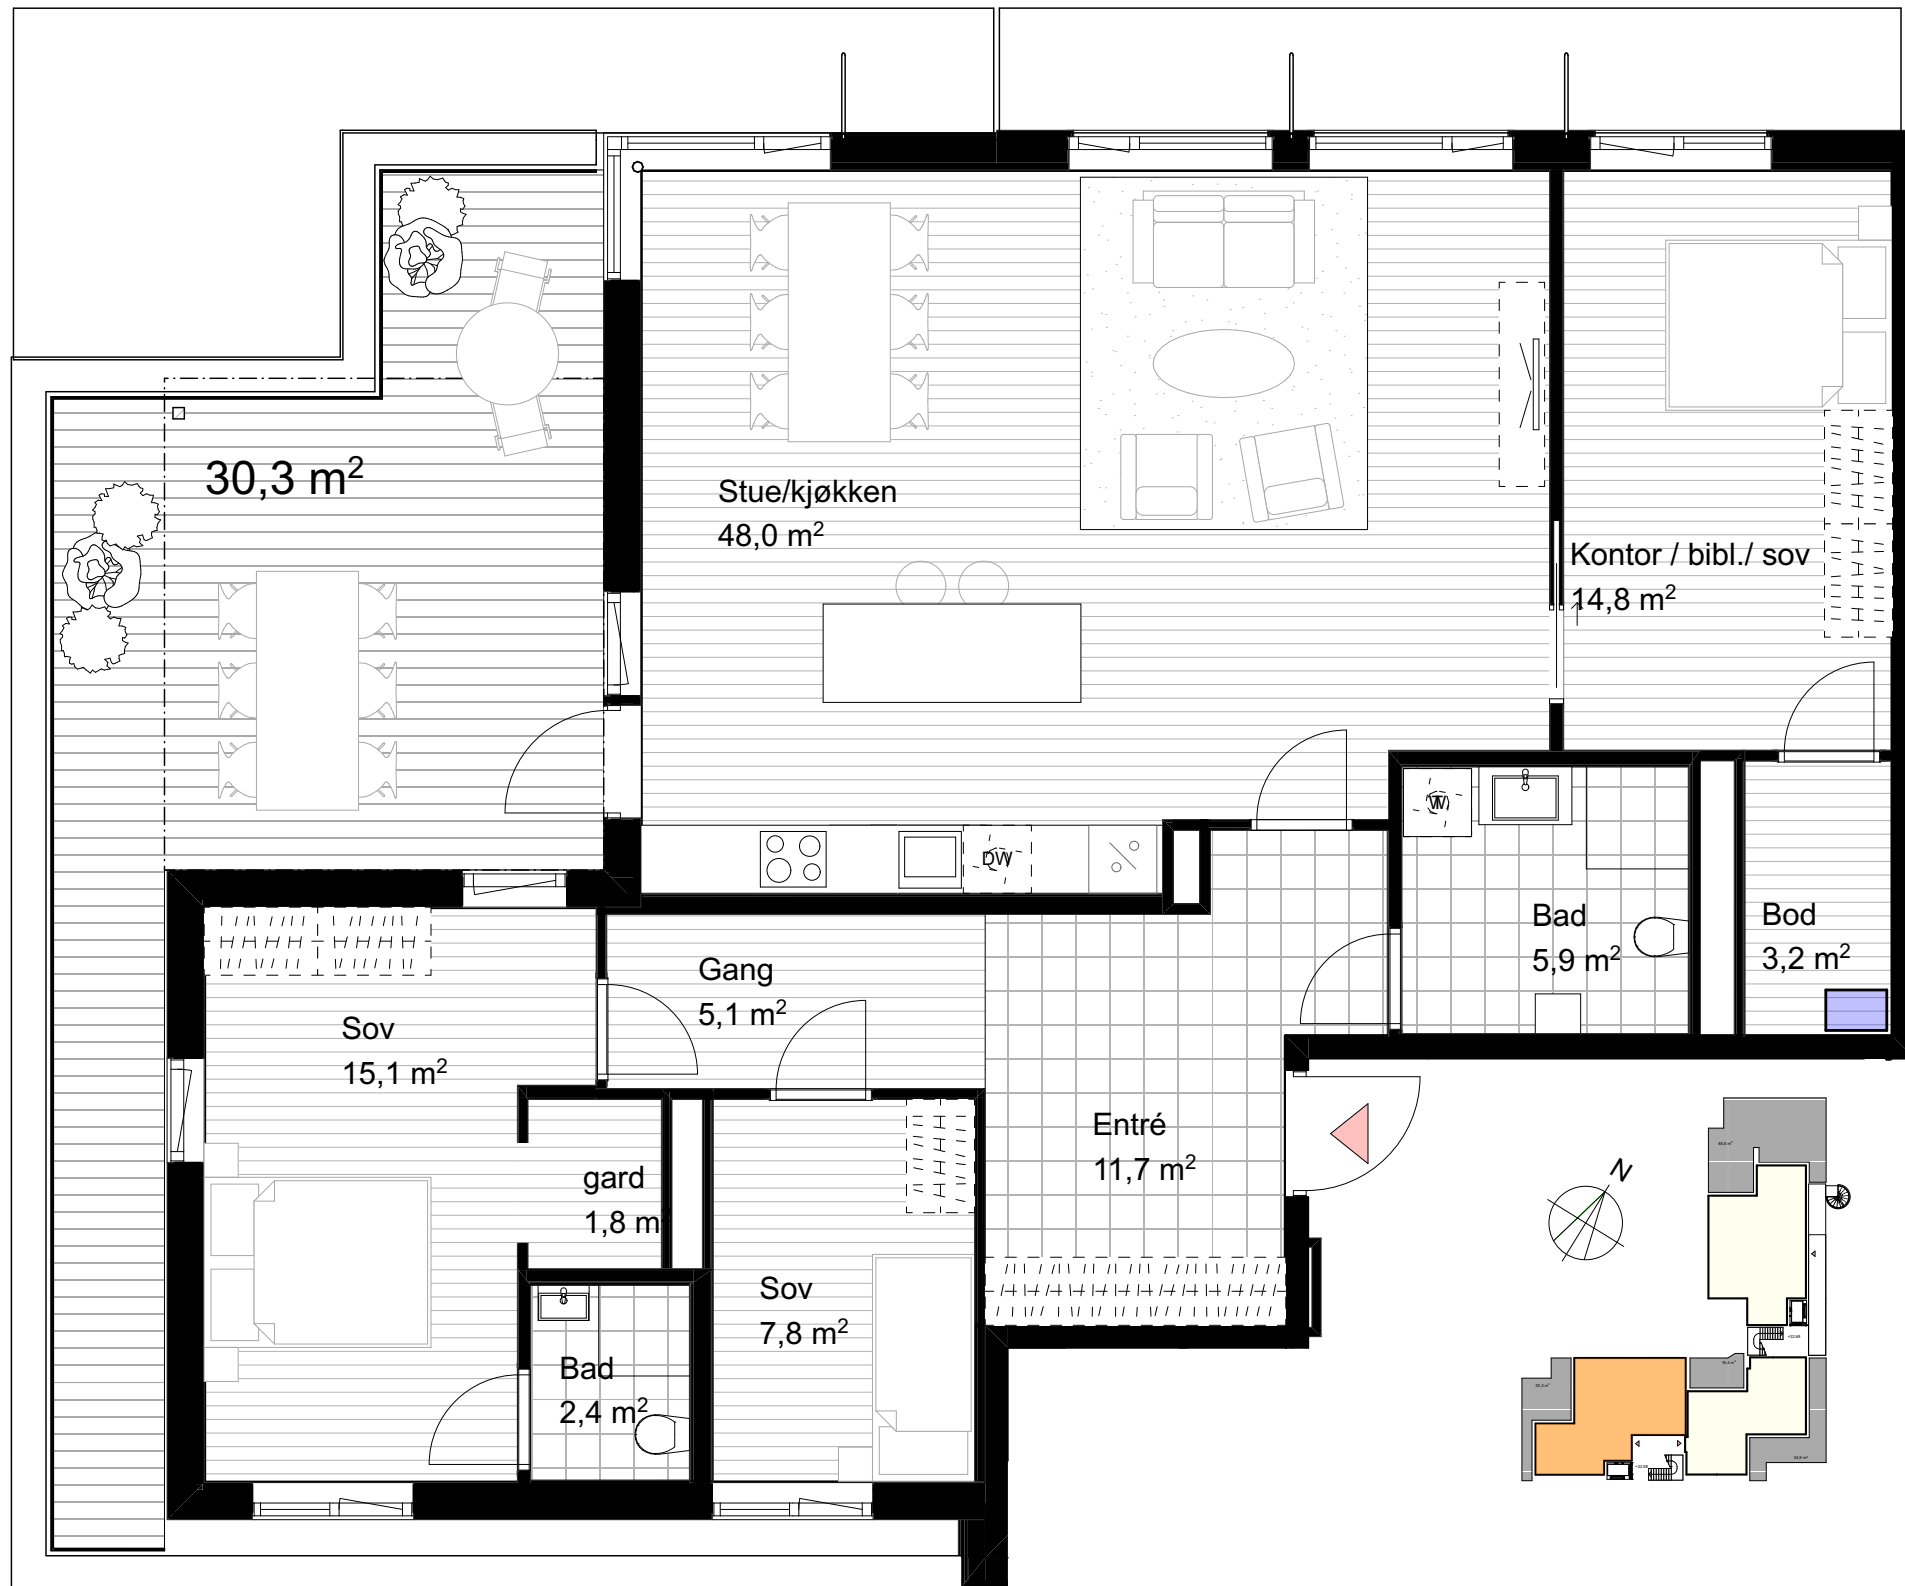 30,3 m²
Stue/kjøkken
48,0 m²
Kontor / bibl./ sov
14,8 m²
DW
Bad
5,9 m²
Bod
3,2 m²
Gang
5,1 m²
Sov
15,1 m²
Entré
11,7 m²
gard
1,8 m
Sov
7,8 m²
Bad
2,4 m²
N